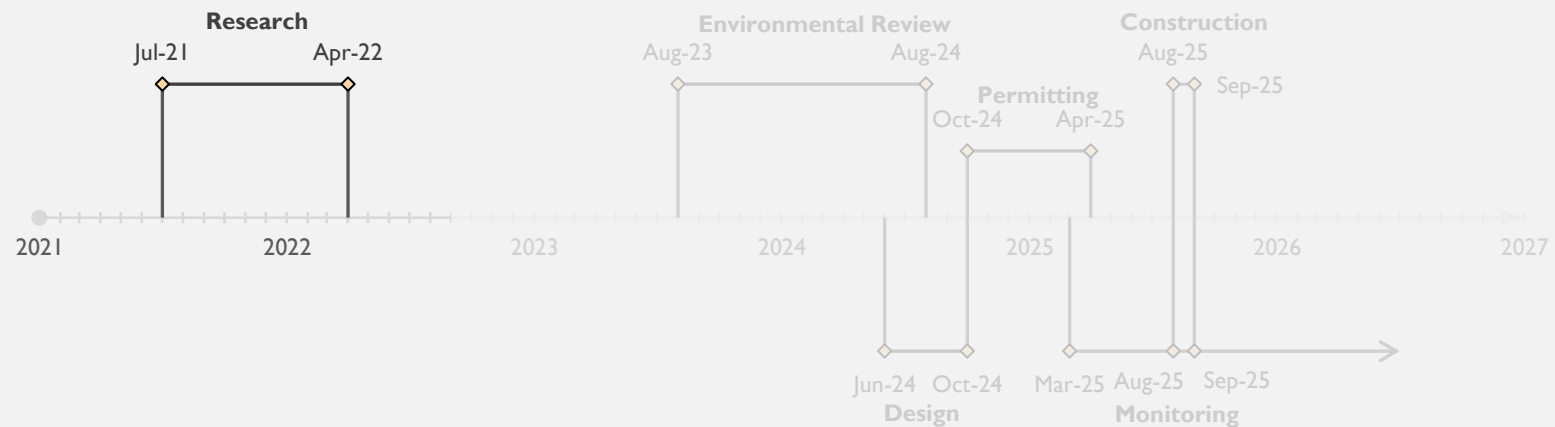 Research
Jul-21
Apr-22
Environmental Review
Aug-23
Aug-24
Permitting
Oct-24
Apr-25
Construction
Aug-25
Sep-25
2021
2022
2023
2024
2025
2026
2027
Jun-24
Oct-24
Design
Mar-25
Aug-25
Sep-25
Monitoring